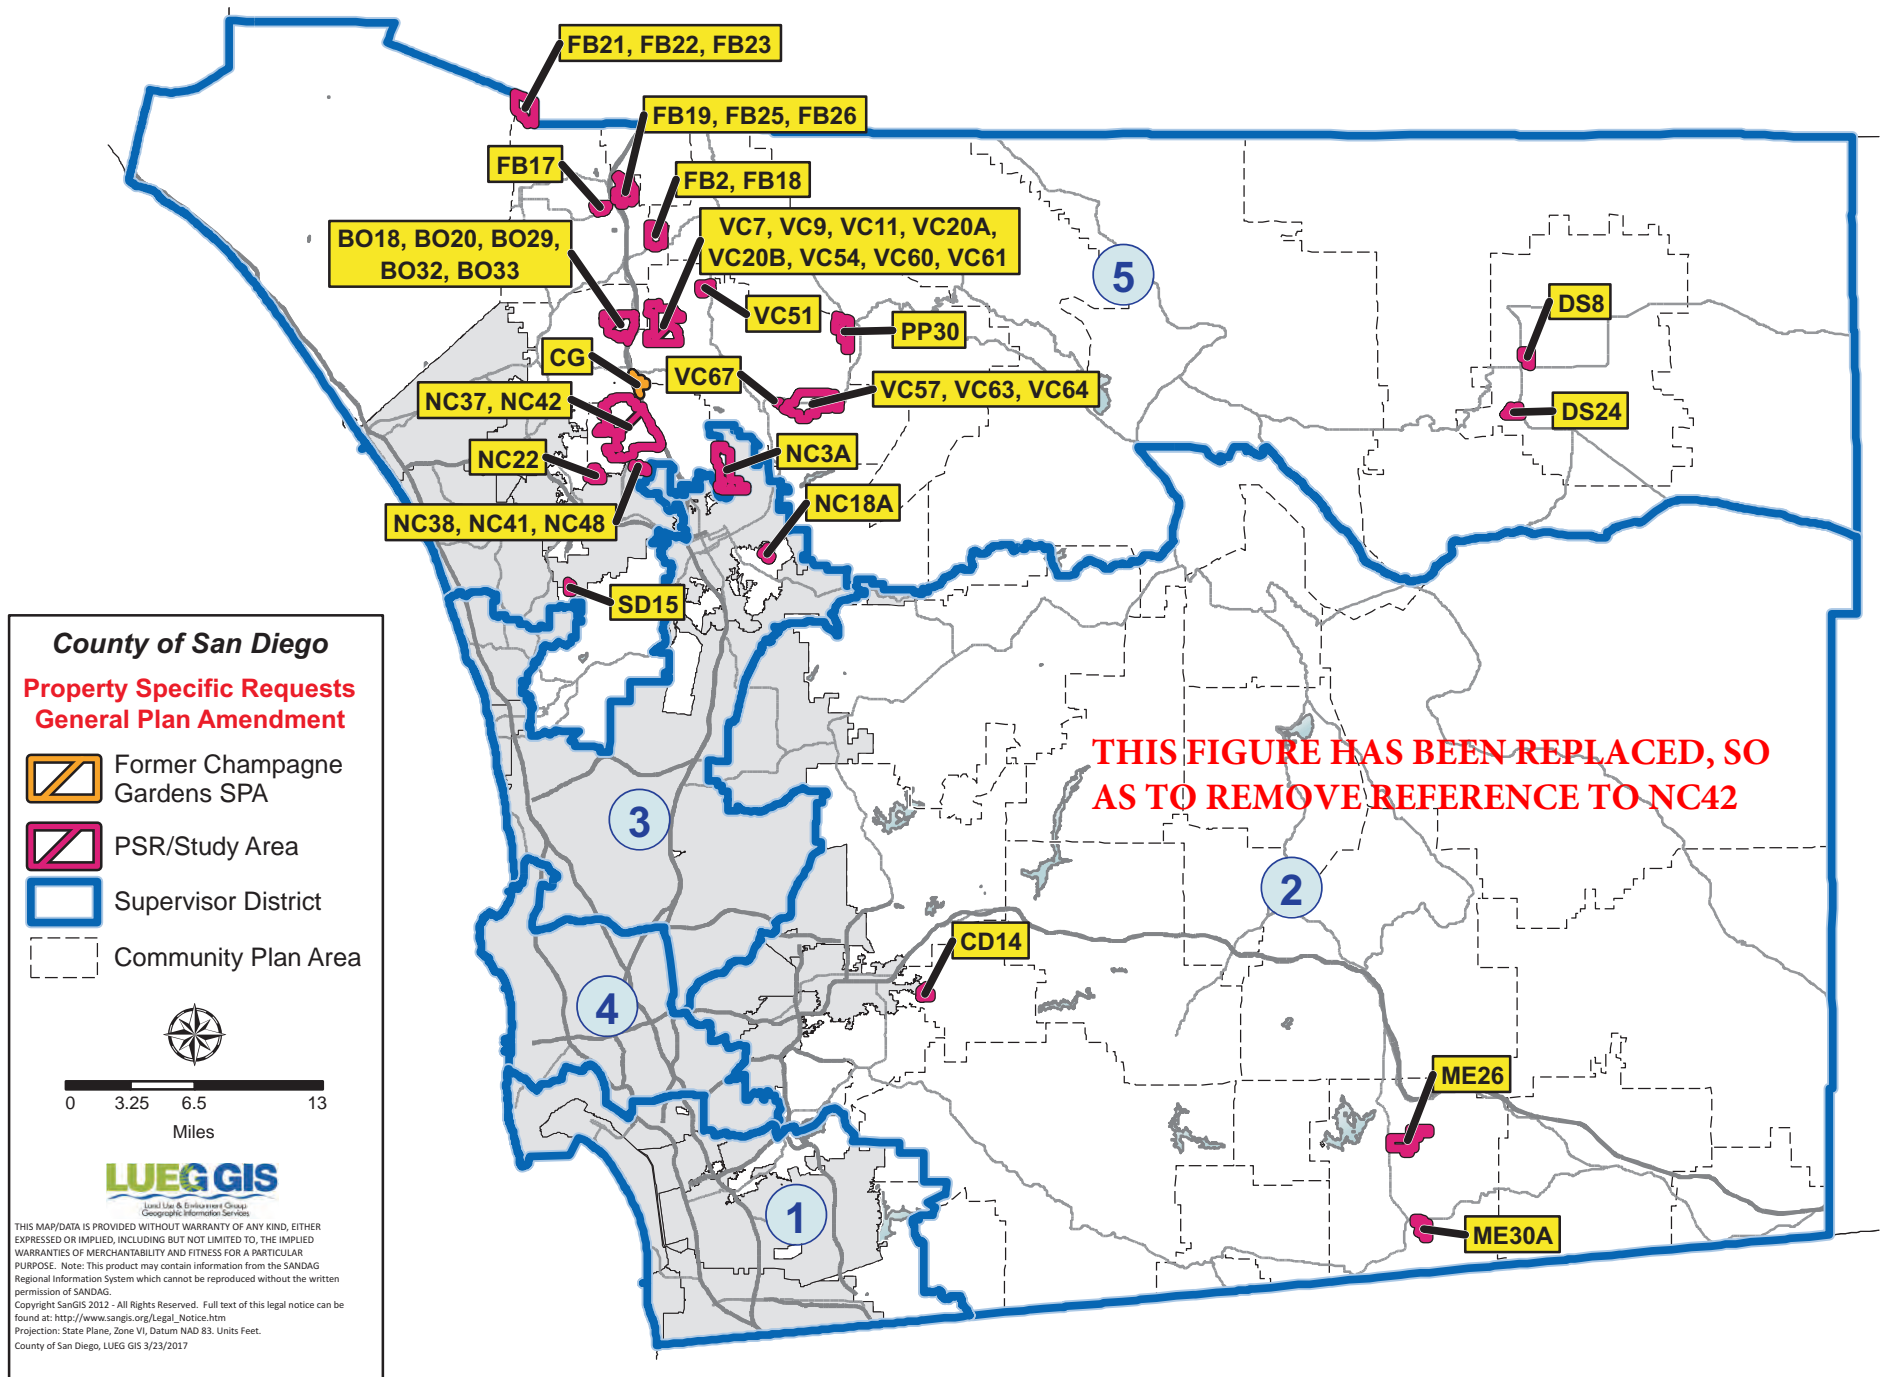 FB21, FB22, FB23
FB19, FB25, FB26
FB17
FB2, FB18
VC7, VC9, VC11, VC20A,
VC20B, VC54, VC60, VC61
BO18, BO20, BO29,
BO32, BO33
5
VC51
DS8
PP30
CG
VC67
VC57, VC63, VC64
NC37, NC42
DS24
NC22
NC3A
NC18A
NC38, NC41, NC48
SD15
County of San Diego
Property Specific Requests
General Plan Amendment
Former Champagne
Gardens SPA
PSR/Study Area
Supervisor District
Community Plan Area
THIS FIGURE HAS BEEN REPLACED, SO
AS TO REMOVE REFERENCE TO NC42
3
2
CD14
4
ME26
1
ME30A
0 3.25 6.5 13
Miles
LUEG GIS
Land Use & Environment Group
Geographic Information Services
THIS MAP/DATA IS PROVIDED WITHOUT WARRANTY OF ANY KIND, EITHER
EXPRESSED OR IMPLIED, INCLUDING BUT NOT LIMITED TO, THE IMPLIED
WARRANTIES OF MERCHANTABILITY AND FITNESS FOR A PARTICULAR
PURPOSE. Note: This product may contain information from the SANDAG
Regional Information System which cannot be reproduced without the written
permission of SANDAG.
Copyright SanGIS 2012 - All Rights Reserved. Full text of this legal notice can be
found at: http://www.sangis.org/Legal_Notice.htm
Projection: State Plane, Zone VI, Datum NAD 83. Units Feet.
County of San Diego, LUEG GIS 3/23/2017